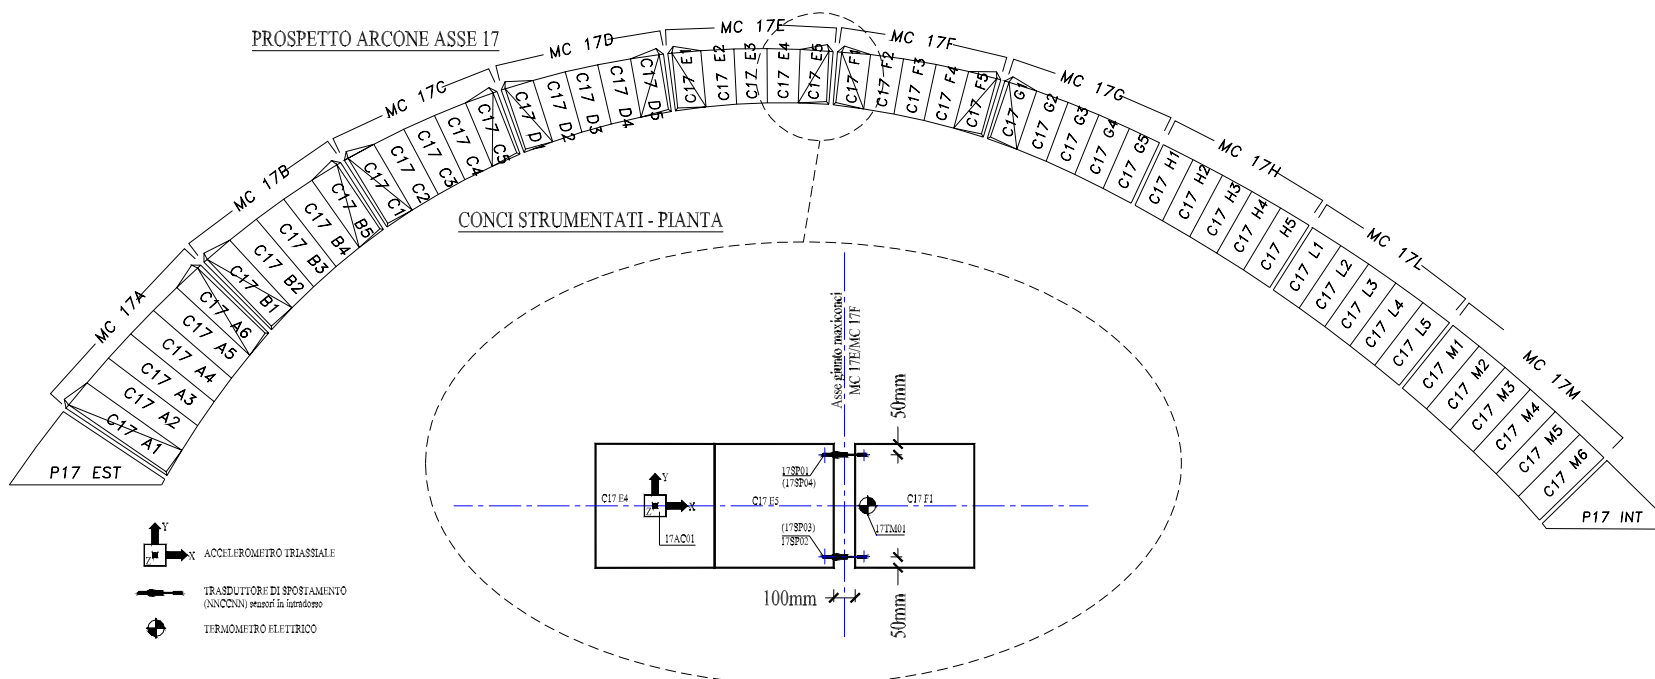 PROSPETTO ARCONE ASSE 17
MC 17A
MC 17B
MC 17C
MC 17D
MC 17E
MC 17F
MC 17G
MC 17H
MC 17L
MC 17M
C17 A1
C17 A2
C17 A3
C17 A4
C17 A5
C17 A6
C17 B1
C17 B2
C17 B3
C17 B4
C17 B5
C17 C1
C17 C2
C17 C3
C17 C4
C17 C5
C17 D
C17 D2
C17 D3
C17 D4
C17 D5
C17 E1
C17 E2
C17 E3
C17 E4
C17 E5
C17 F1
C17 F2
C17 F3
C17 F4
C17 F5
C17 G1
C17 G2
C17 G3
C17 G4
C17 G5
C17 H1
C17 H2
C17 H3
C17 H4
C17 H5
C17 L1
C17 L2
C17 L3
C17 L4
C17 L5
C17 M1
C17 M2
C17 M3
C17 M4
C17 M5
C17 M6
P17 EST
P17 INT
CONCI STRUMENTATI - PIANTA
Asse giunto maxiconci
MC 17E/MC 17F
50mm
17SP01
(17SP04)
C17 E4
Y
X
Z
C17 E5
C17 F1
17AC01
(17SP03)
17SP02
17TM01
100mm
50mm
Y
X
Z
ACCELEROMETRO TRIASSIALE
TRASDUTTORE DI SPOSTAMENTO
(NNCCNN) sensori in intradosso
TERMOMETRO ELETTRICO